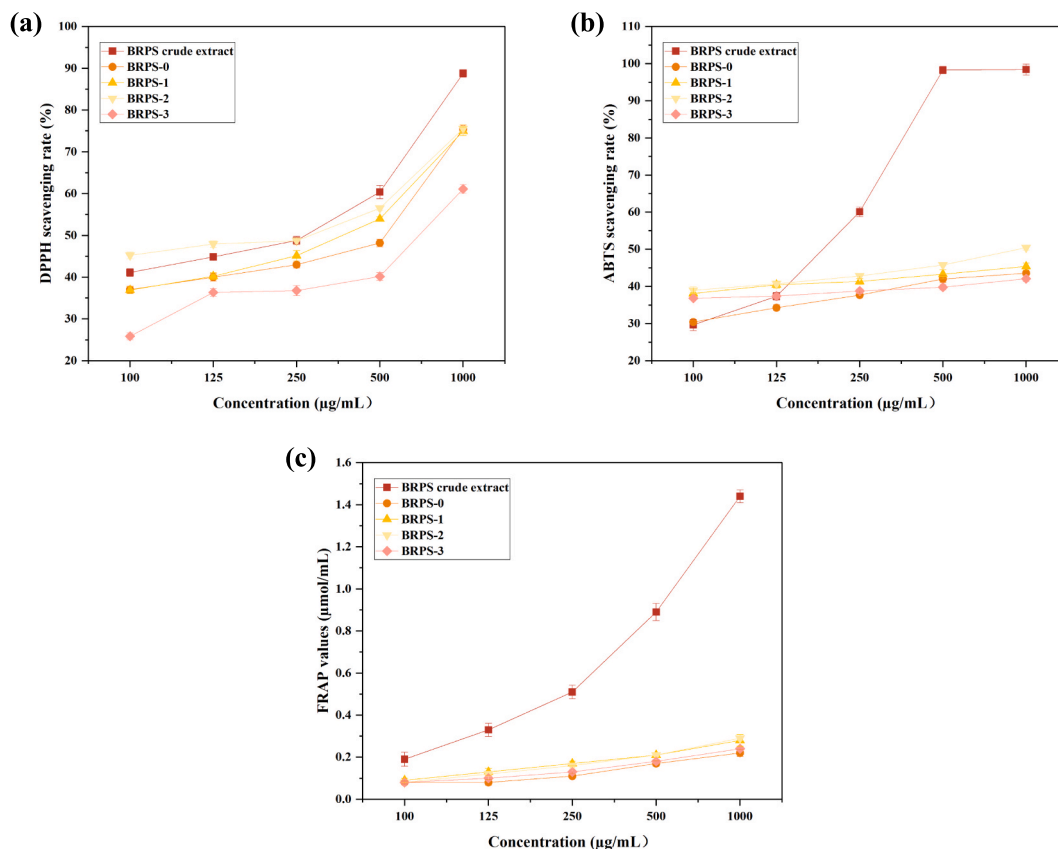 (a)
100
90
80
70
60
50
40
30
20
DPPH scavenging rate (%)
BRPS crude extract
BRPS-0
BRPS-1
BRPS-2
BRPS-3
100 125 250 500 1000
Concentration (μg/mL）
(b)
100
90
80
70
60
50
40
30
20
ABTS scavenging rate (%)
BRPS crude extract
BRPS-0
BRPS-1
BRPS-2
BRPS-3
100 125 250 500 1000
Concentration (μg/mL）
(c)
1.6
1.4
1.2
1.0
0.8
0.6
0.4
0.2
0.0
FRAP values (μmol/mL)
BRPS crude extract
BRPS-0
BRPS-1
BRPS-2
BRPS-3
100 125 250 500 1000
Concentration (μg/mL）